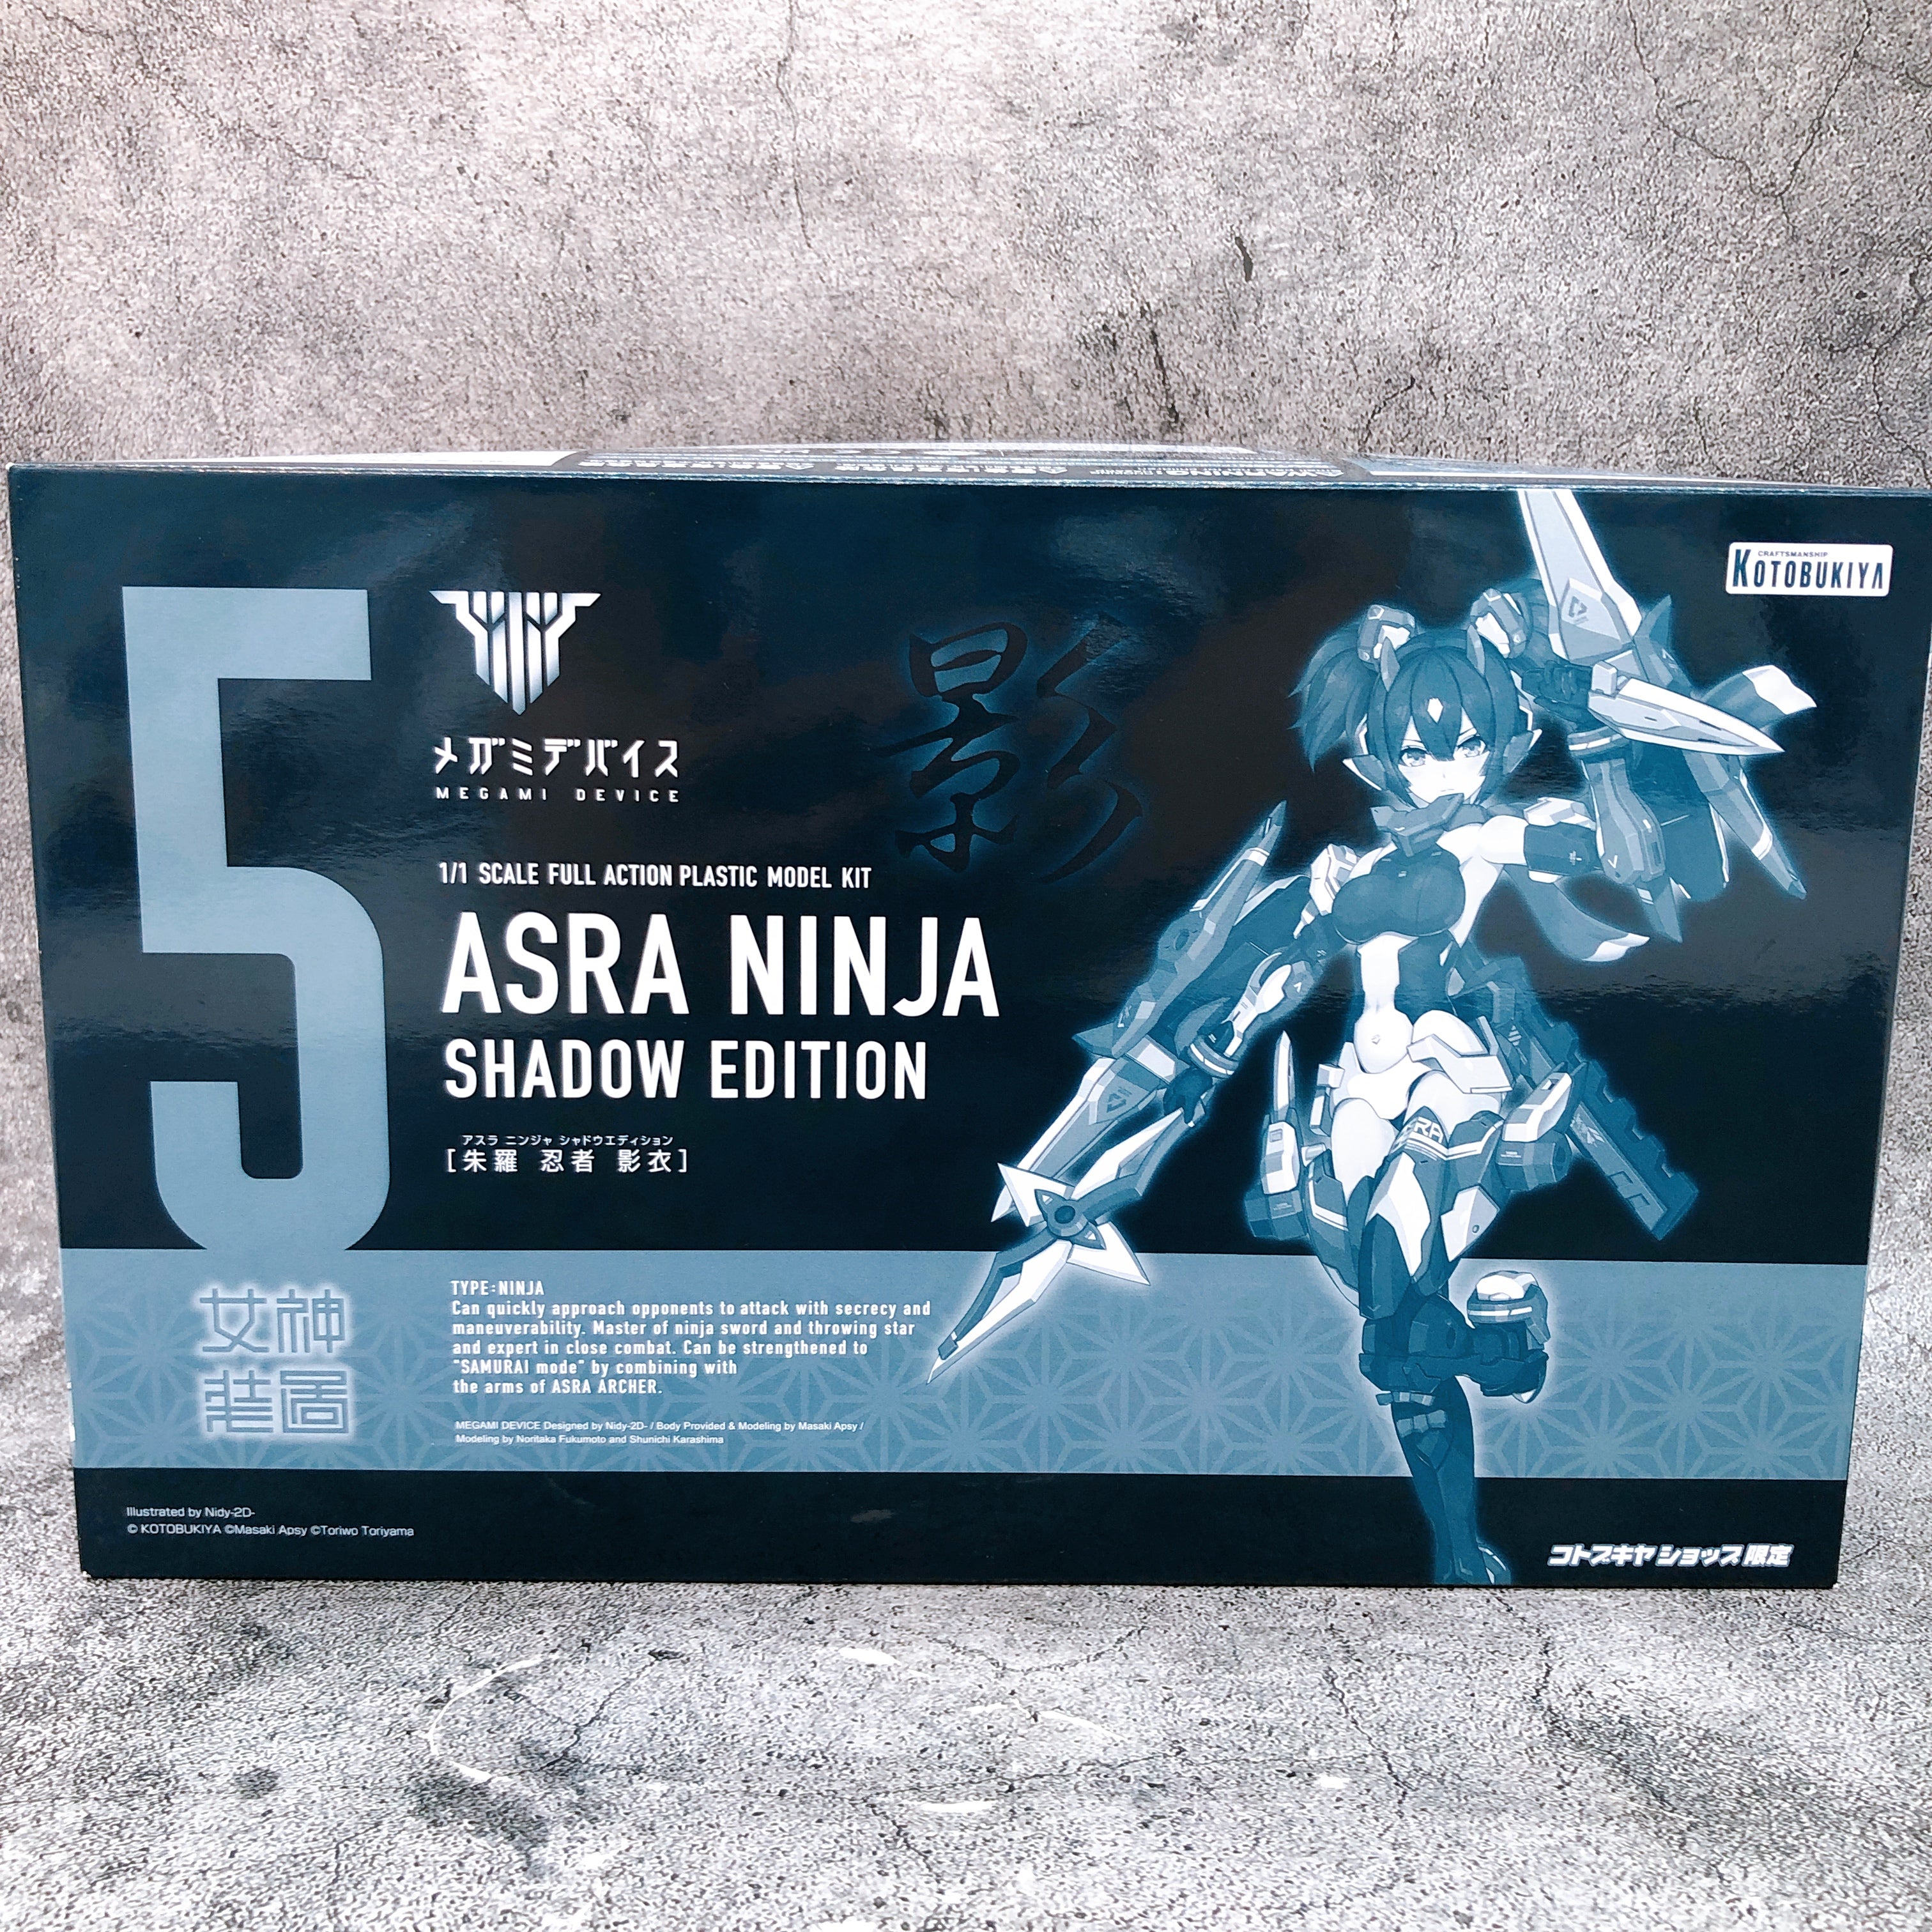 CRAFTSMANSHIP
KOTOBUKIYA
5
影
メガミデバイス
MEGAMI DEVICE
1/1 SCALE FULL ACTION PLASTIC MODEL KIT
ASRA NINJA
SHADOW EDITION
アスラ ニンジャ シャドウエディション
[朱羅 忍者 影衣]
女神
装置
TYPE:NINJA
Can quickly approach opponents to attack with secrecy and
maneuverability. Master of ninja sword and throwing star
and expert in close combat. Can be strengthened to
"SAMURAI mode" by combining with
the arms of ASRA ARCHER.
MEGAMI DEVICE Designed by Nidy-2D- / Body Provided & Modeling by Masaki Apsy /
Modeling by Noritaka Fukumoto and Shunichi Karashima
Illustrated by Nidy-2D-
© KOTOBUKIYA ©Masaki Apsy ©Toriwo Toriyama
コトブキヤ ショップ 限定